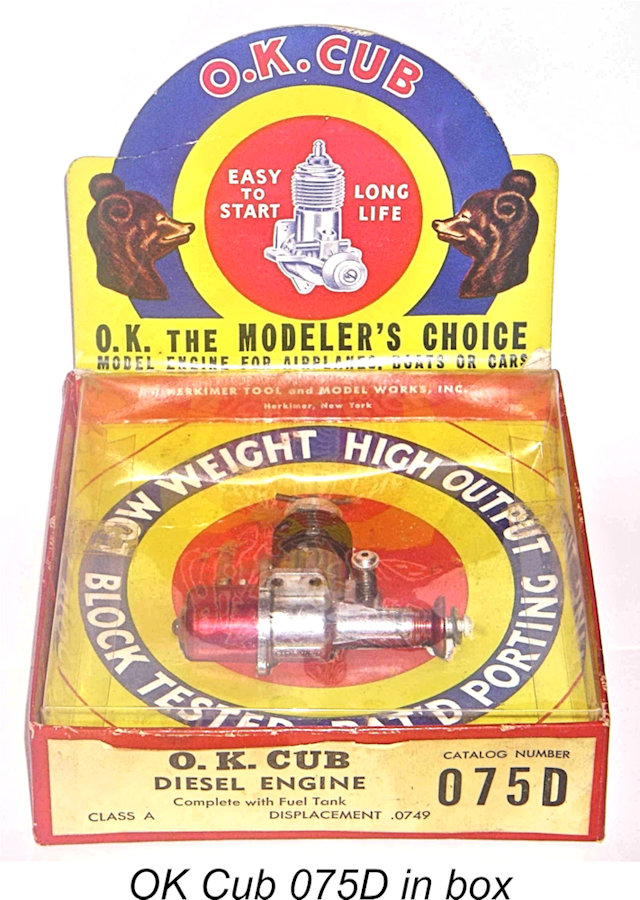 O.K. CUB
EASY
TO
START
LONG
LIFE
O.K. THE MODELER'S CHOICE
MODEL ENGINE FOR AIRPLANES, BOATS OR CARS
HERKIMER TOOL and MODEL WORKS, INC.
Herkimer, New York
LOW WEIGHT HIGH OUTPUT
BLOCK TESTED PAT'D PORTING
O. K. CUB
DIESEL ENGINE
Complete with Fuel Tank
CLASS A
DISPLACEMENT .0749
CATALOG NUMBER
075D
OK Cub 075D in box